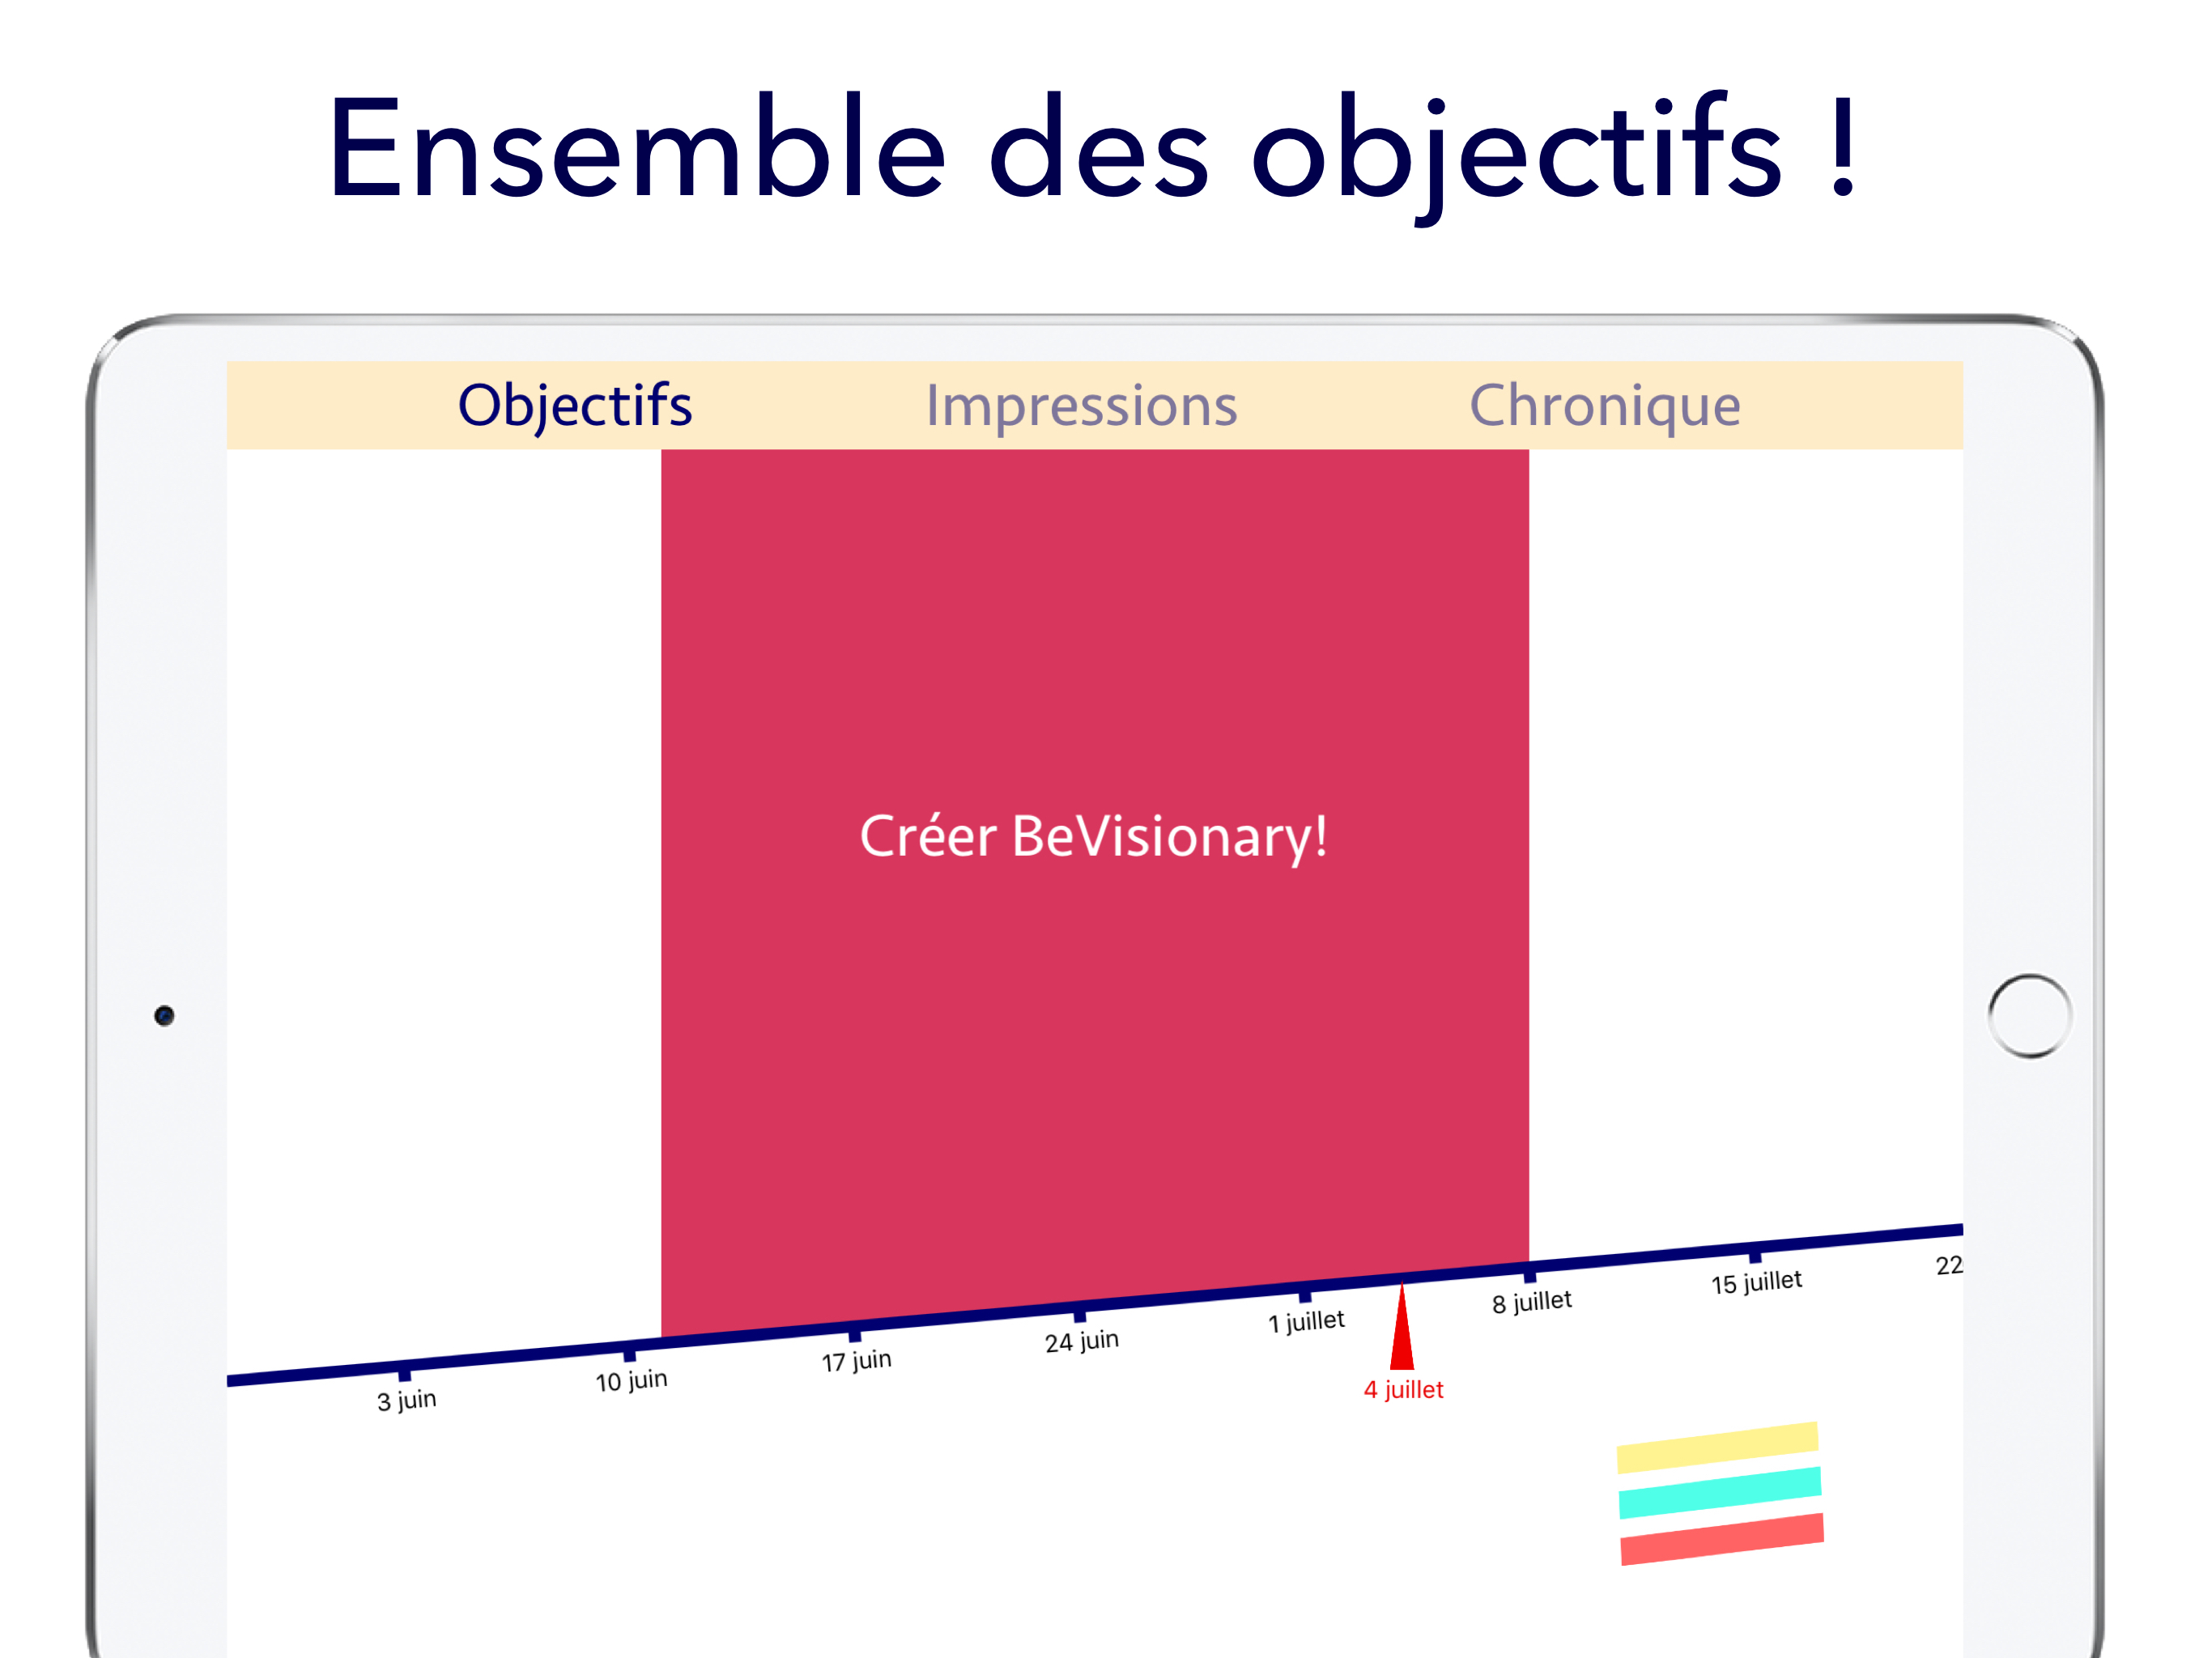 Ensemble des objectifs !
Objectifs
Impressions
Chronique
Créer BeVisionary!
3 juin
10 juin
17 juin
24 juin
1 juillet
4 juillet
8 juillet
15 juillet
22